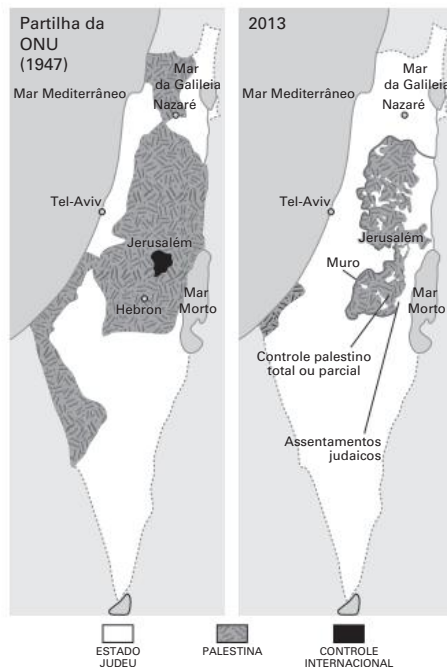 Partilha da
ONU
(1947)
Mar
da Galileia
Mar Mediterrâneo
Nazaré
Tel-Aviv
Jerusalém
Hebron
Mar
Morto
2013
Mar
da Galileia
Mar Mediterrâneo
Nazaré
Tel-Aviv
Jerusalém
Muro
Mar
Morto
Controle palestino
total ou parcial
Assentamentos
judaicos
ESTADO
JUDEU
PALESTINA
CONTROLE
INTERNACIONAL